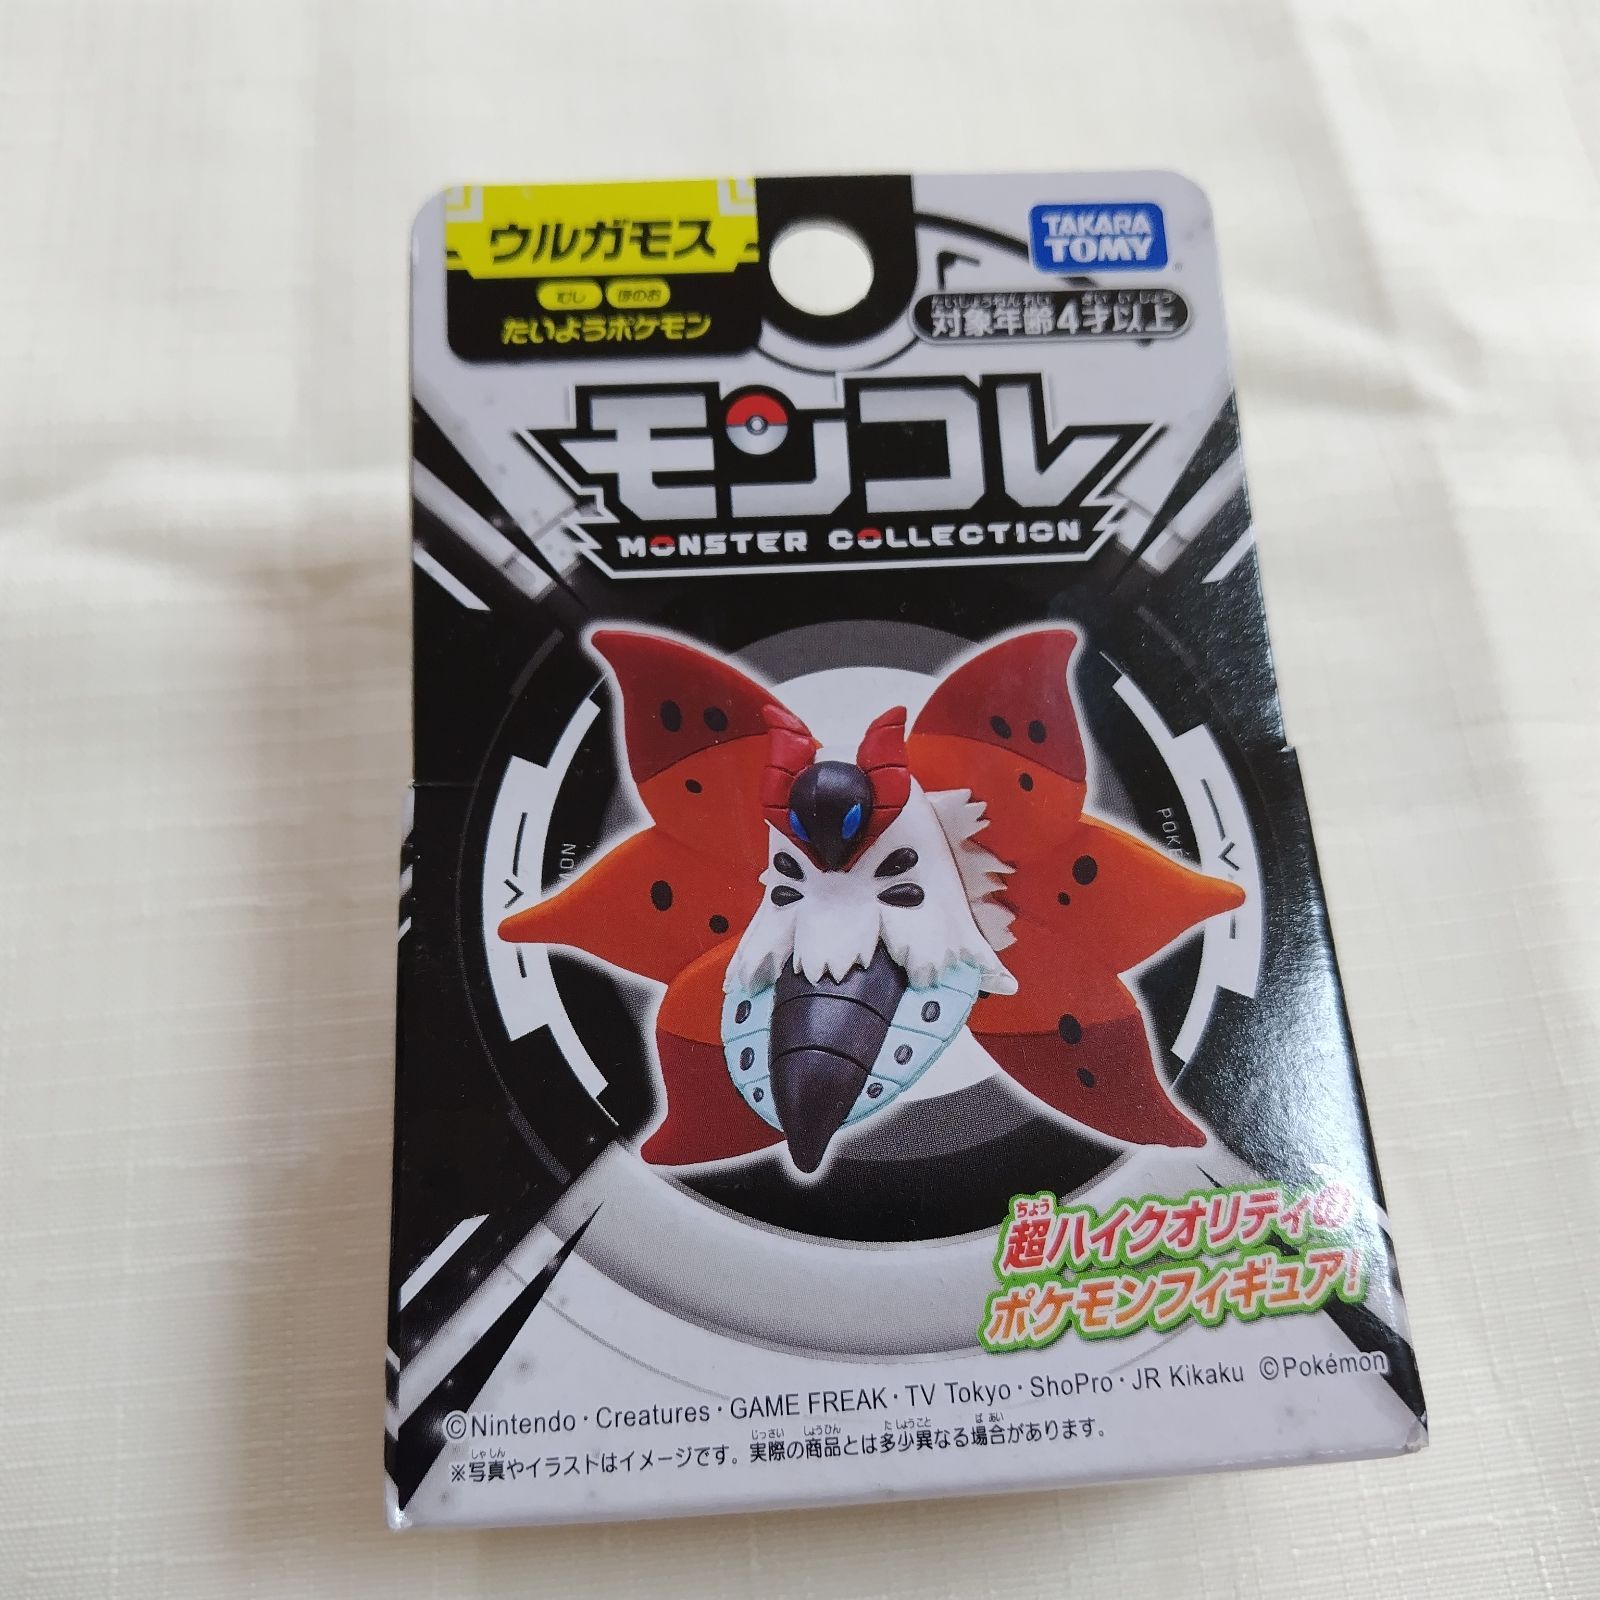 ウルガモス
むし ほのお
たいようポケモン
TAKARA
TOMY
たいしょうねんれい さい いじょう
対象年齢4才以上
モンコレ
MONSTER COLLECTION
ちょう
超ハイクオリティの
ポケモンフィギュア!
©Nintendo・Creatures・GAME FREAK・TV Tokyo・ShoPro・JR Kikaku ©Pokémon
しゃしん じっさい しょうひん たしょうこと ばあい
※写真やイラストはイメージです。実際の商品とは多少異なる場合があります。